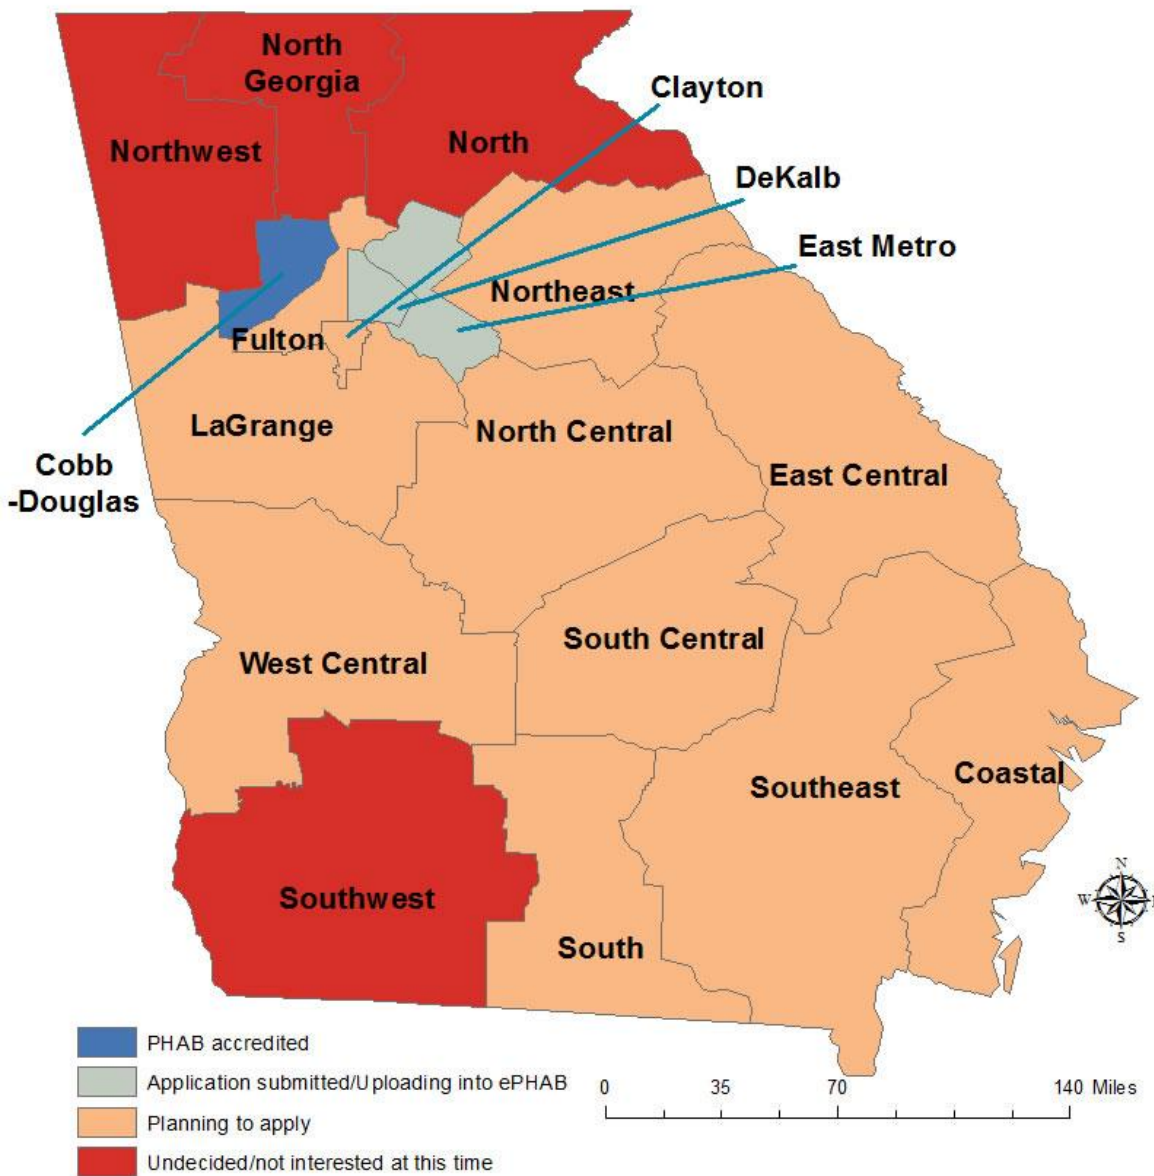 North
Georgia
Clayton
Northwest
North
DeKalb
East Metro
Northeast
Fulton
LaGrange
North Central
Cobb
-Douglas
East Central
South Central
West Central
Southeast
Coastal
Southwest
South
N
W
S
PHAB accredited
Application submitted/Uploading into ePHAB
Planning to apply
Undecided/not interested at this time
0 35 70 140 Miles